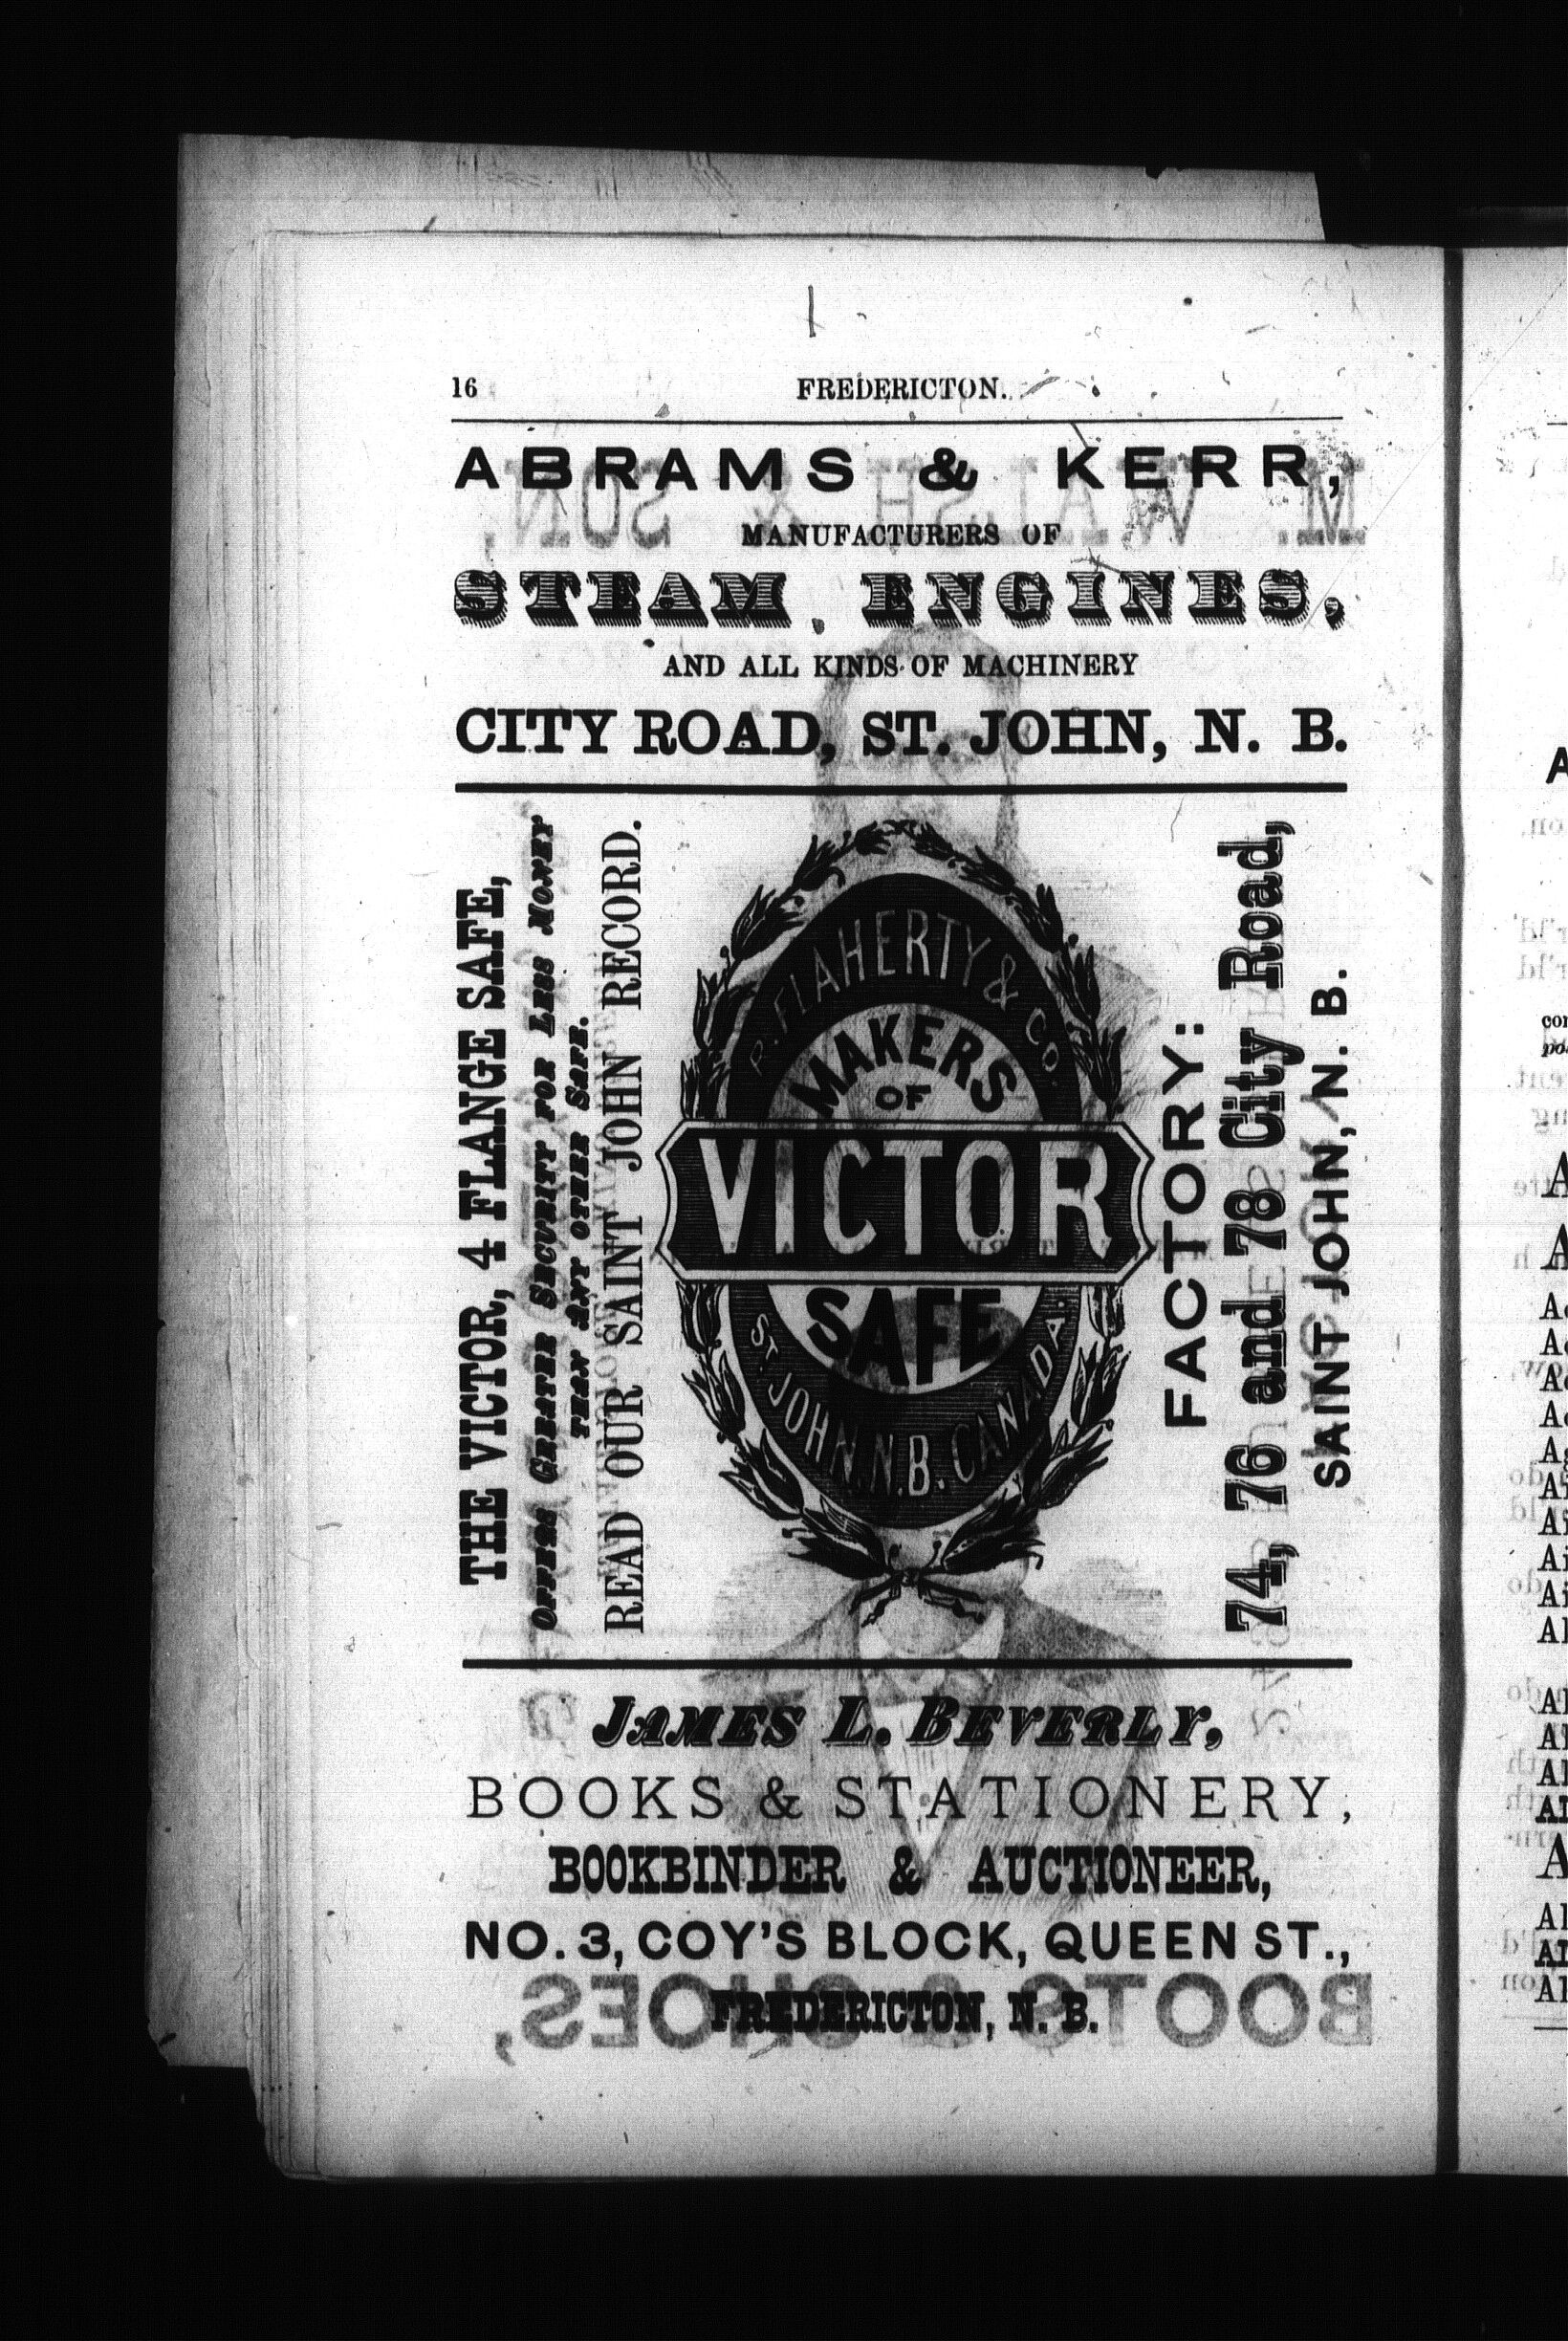 16
FREDERICTON.
ABRAMS & KERR,
MANUFACTURERS OF
STEAM ENGINES,
AND ALL KINDS OF MACHINERY
CITY ROAD, ST. JOHN, N. B.
THE VICTOR, 4 FLANGE SAFE,
OFFERS GREATER SECURITY FOR LESS MONEY
THAN ANY OTHER SAFE.
READ OUR SAINT JOHN RECORD.
P. FLAHERTY & CO.
MAKERS
OF
VICTOR
SAFE
ST. JOHN. N.B. CANADA.
FACTORY:
74, 76 and 78 City Road,
SAINT JOHN, N. B.
JAMES L. BEVERLY,
BOOKS & STATIONERY,
BOOKBINDER & AUCTIONEER,
NO. 3, COY'S BLOCK, QUEEN ST.,
FREDERICTON, N. B.